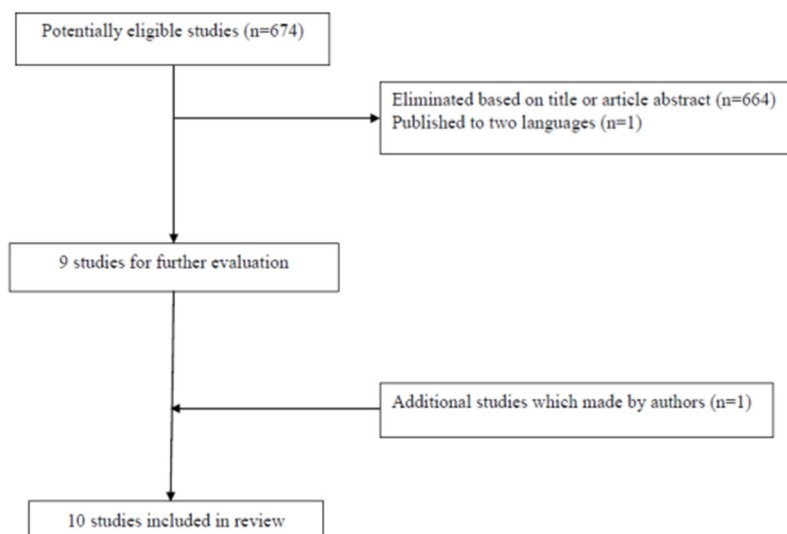 Potentially eligible studies (n=674)
Eliminated based on title or article abstract (n=664)
Published to two languages (n=1)
9 studies for further evaluation
Additional studies which made by authors (n=1)
10 studies included in review